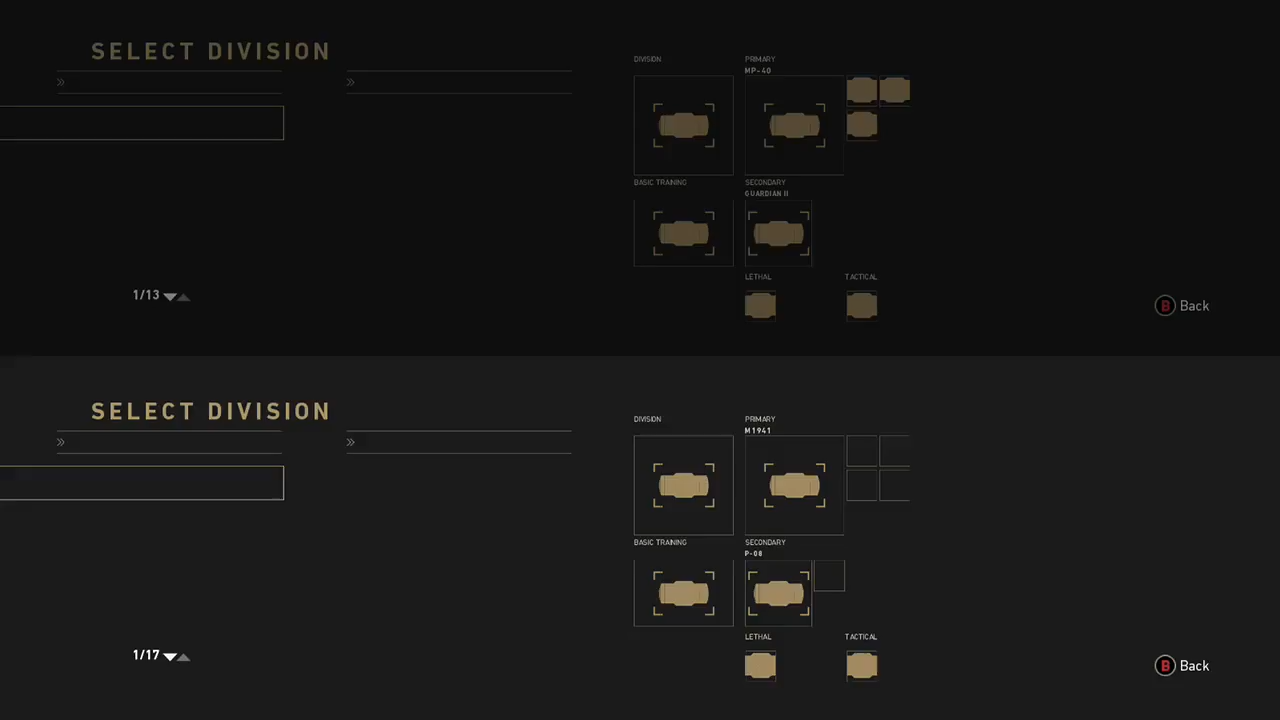 SELECT DIVISION
»
»
DIVISION
PRIMARY
MP-40
BASIC TRAINING
SECONDARY
GUARDIAN II
LETHAL
TACTICAL
1/13
B Back
SELECT DIVISION
»
»
DIVISION
PRIMARY
M1941
BASIC TRAINING
SECONDARY
P-08
LETHAL
TACTICAL
1/17
B Back